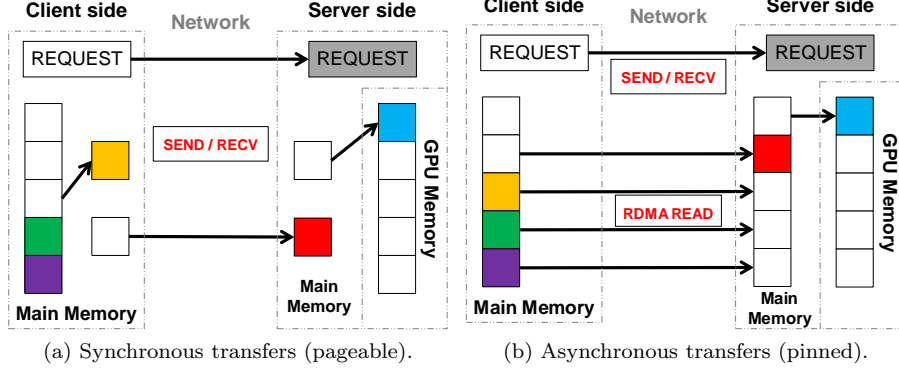 Client side
Network
Server side
REQUEST
REQUEST
SEND / RECV
GPU Memory
Main
Memory
Main Memory
(a) Synchronous transfers (pageable).
Client side
Network
Server side
REQUEST
REQUEST
SEND / RECV
RDMA READ
GPU Memory
Main Memory
Main
Memory
(b) Asynchronous transfers (pinned).